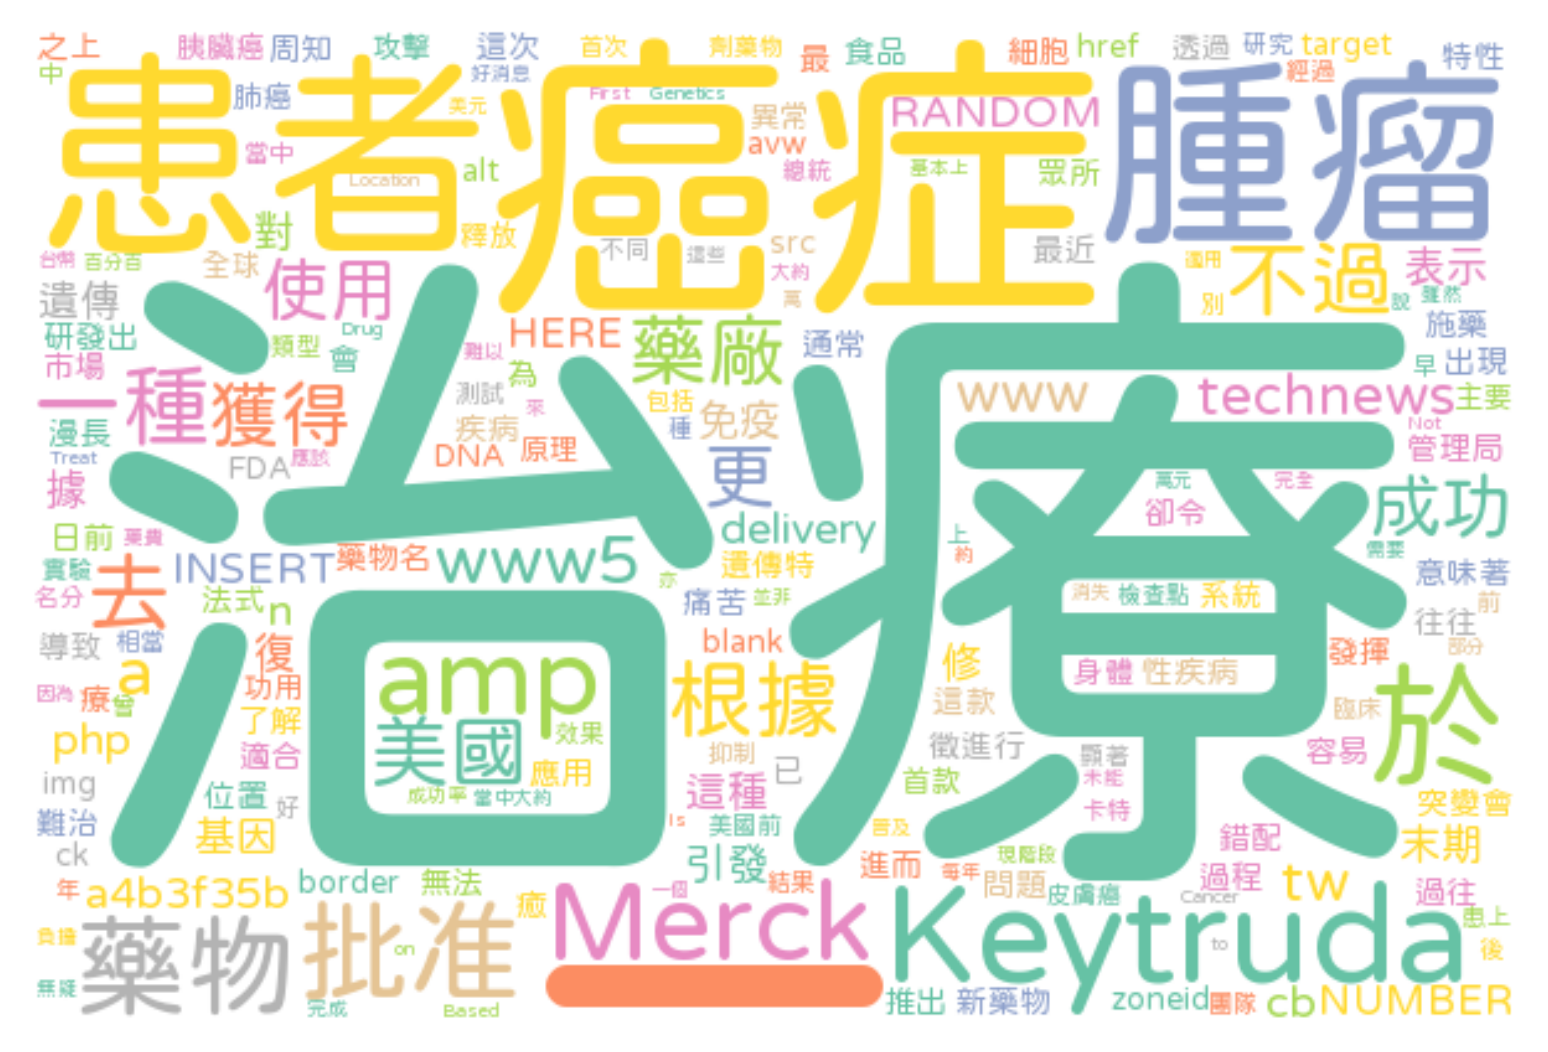 之上 胰臟癌 周知 攻擊 這次 首次 劑藥物 最 食品 細胞 href 透過 研究 target 特性
中 好消息 經過
肺癌 First Genetics 美元 異常 RANDOM
患者 癌症 腫瘤
當中 Location alt avw 總統 基本上 眾所
對 釋放 不同 這些 src 最近
台幣 百分百 全球 大約 適用 不過 表示
遺傳 使用 萬 別 說 雖然
研發出 類型 Drug HERE 藥廠 通常 施藥
市場 會 難以 為 早 出現
一種 獲得 測試 來 包括 免疫 www technews 主要
漫長 疾病 種 Not
Treat FDA 應該 DNA 原理 更 管理局
據 萬元 完全 成功
治療
日前 藥費 delivery 上 卻令
實驗 去 INSERT 藥物名 www5 遺傳特 約 需要 意味著
名分 法式 n 亦 痛苦 並非 消失 檢查點 系統 前
導致 相當 復 blank 往往
因為 療 曾 a 功用 amp 根據 修 身體 性疾病 發揮 部分
php 了解 美國 效果 這款 臨床 於
img 適合 應用 抑制 已 徵進行 顯著 容易
難治 位置 好 成功率 當中大約 這種 首款 未能 卡特 突變會
ck 基因 Is 美國前 普及 錯配 末期
年 a4b3f35b border 無法 引發 結果 進而 每年 現階段 問題 皮膚癌 過程 tw 過往
藥物 批准 癒 一個 Merck Keytruda Cancer 患上
負擔 on to 後
無疑 完成 Based 推出 新藥物 zoneid 團隊 cb NUMBER